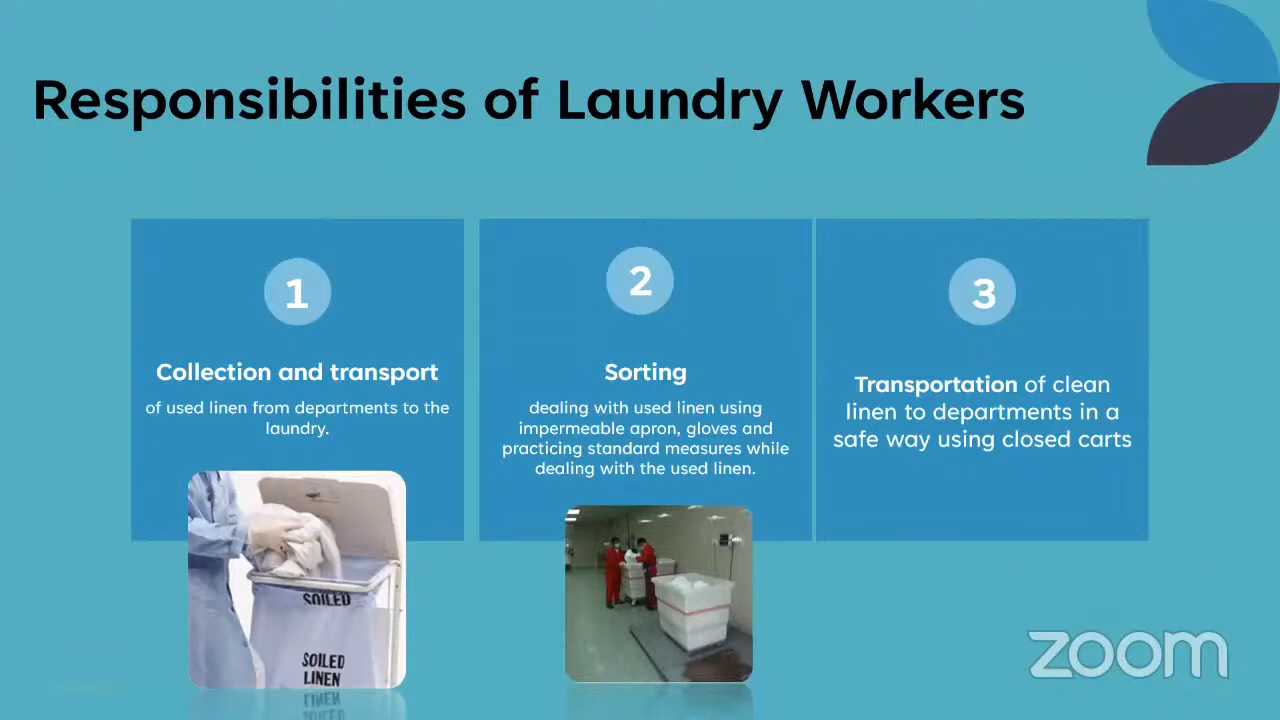 Responsibilities of Laundry Workers
1
Collection and transport
of used linen from departments to the
laundry.
SOILED
SOILED
LINEN
2
Sorting
dealing with used linen using
impermeable apron, gloves and
practicing standard measures while
dealing with the used linen.
3
Transportation of clean
linen to departments in a
safe way using closed carts
zoom